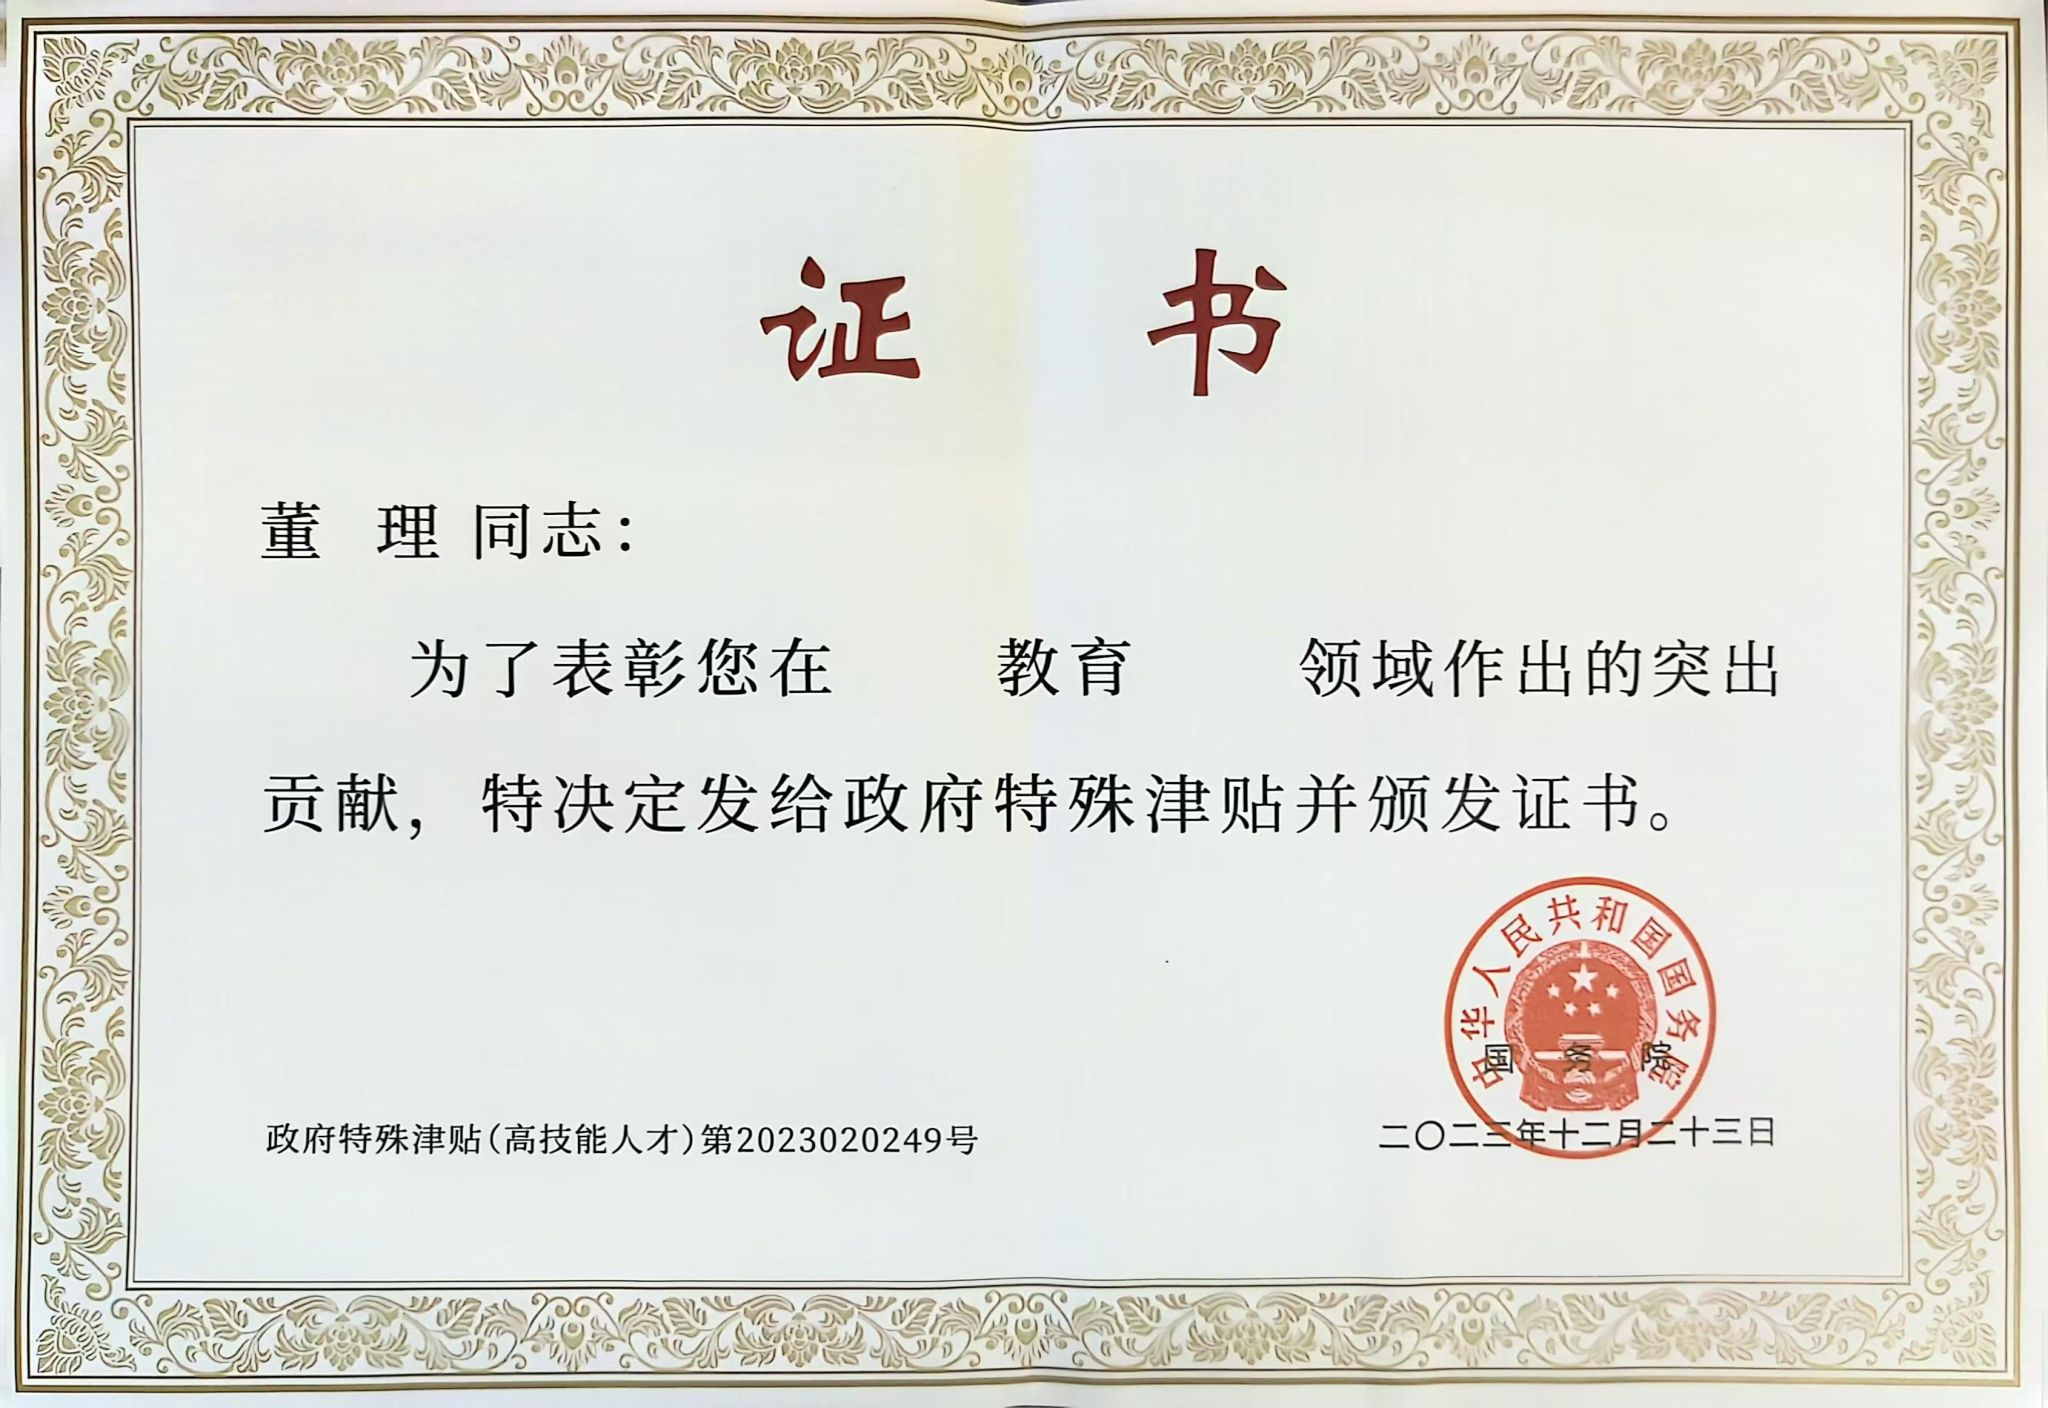 证 书
董 理 同志：
为了表彰您在 教育 领域作出的突出
贡献，特决定发给政府特殊津贴并颁发证书。
中华人民共和国国务院
国 务 院
政府特殊津贴(高技能人才)第2023020249号
二〇二三年十二月二十三日